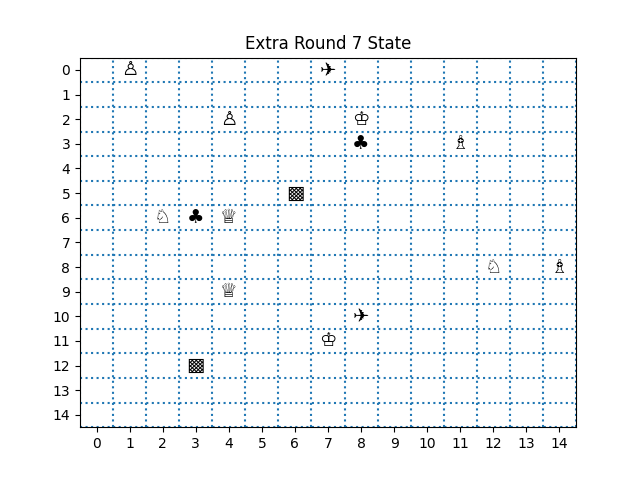 Extra Round 7 State
0 ♙ ✈
1
2 ♙ ♔
3 ♣ ♗
4
5 ▩
6 ♘ ♣ ♕
7
8 ♘ ♗
9 ♕
10 ✈
11 ♔
12 ▩
13
14
0 1 2 3 4 5 6 7 8 9 10 11 12 13 14